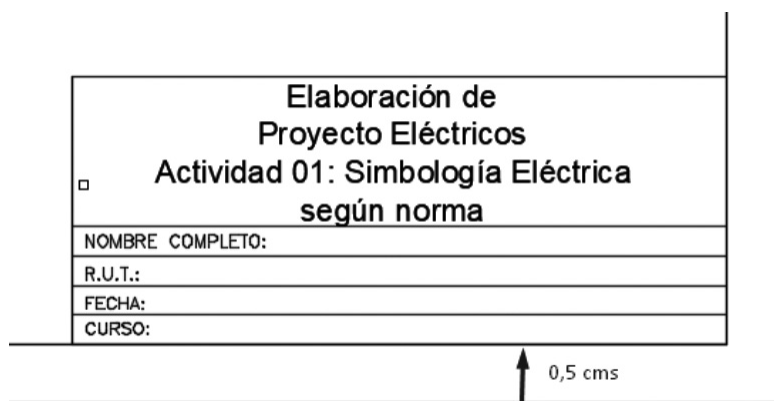 Elaboración de
Proyecto Eléctricos
Actividad 01: Simbología Eléctrica
según norma
NOMBRE COMPLETO:
R.U.T.:
FECHA:
CURSO:
0,5 cms